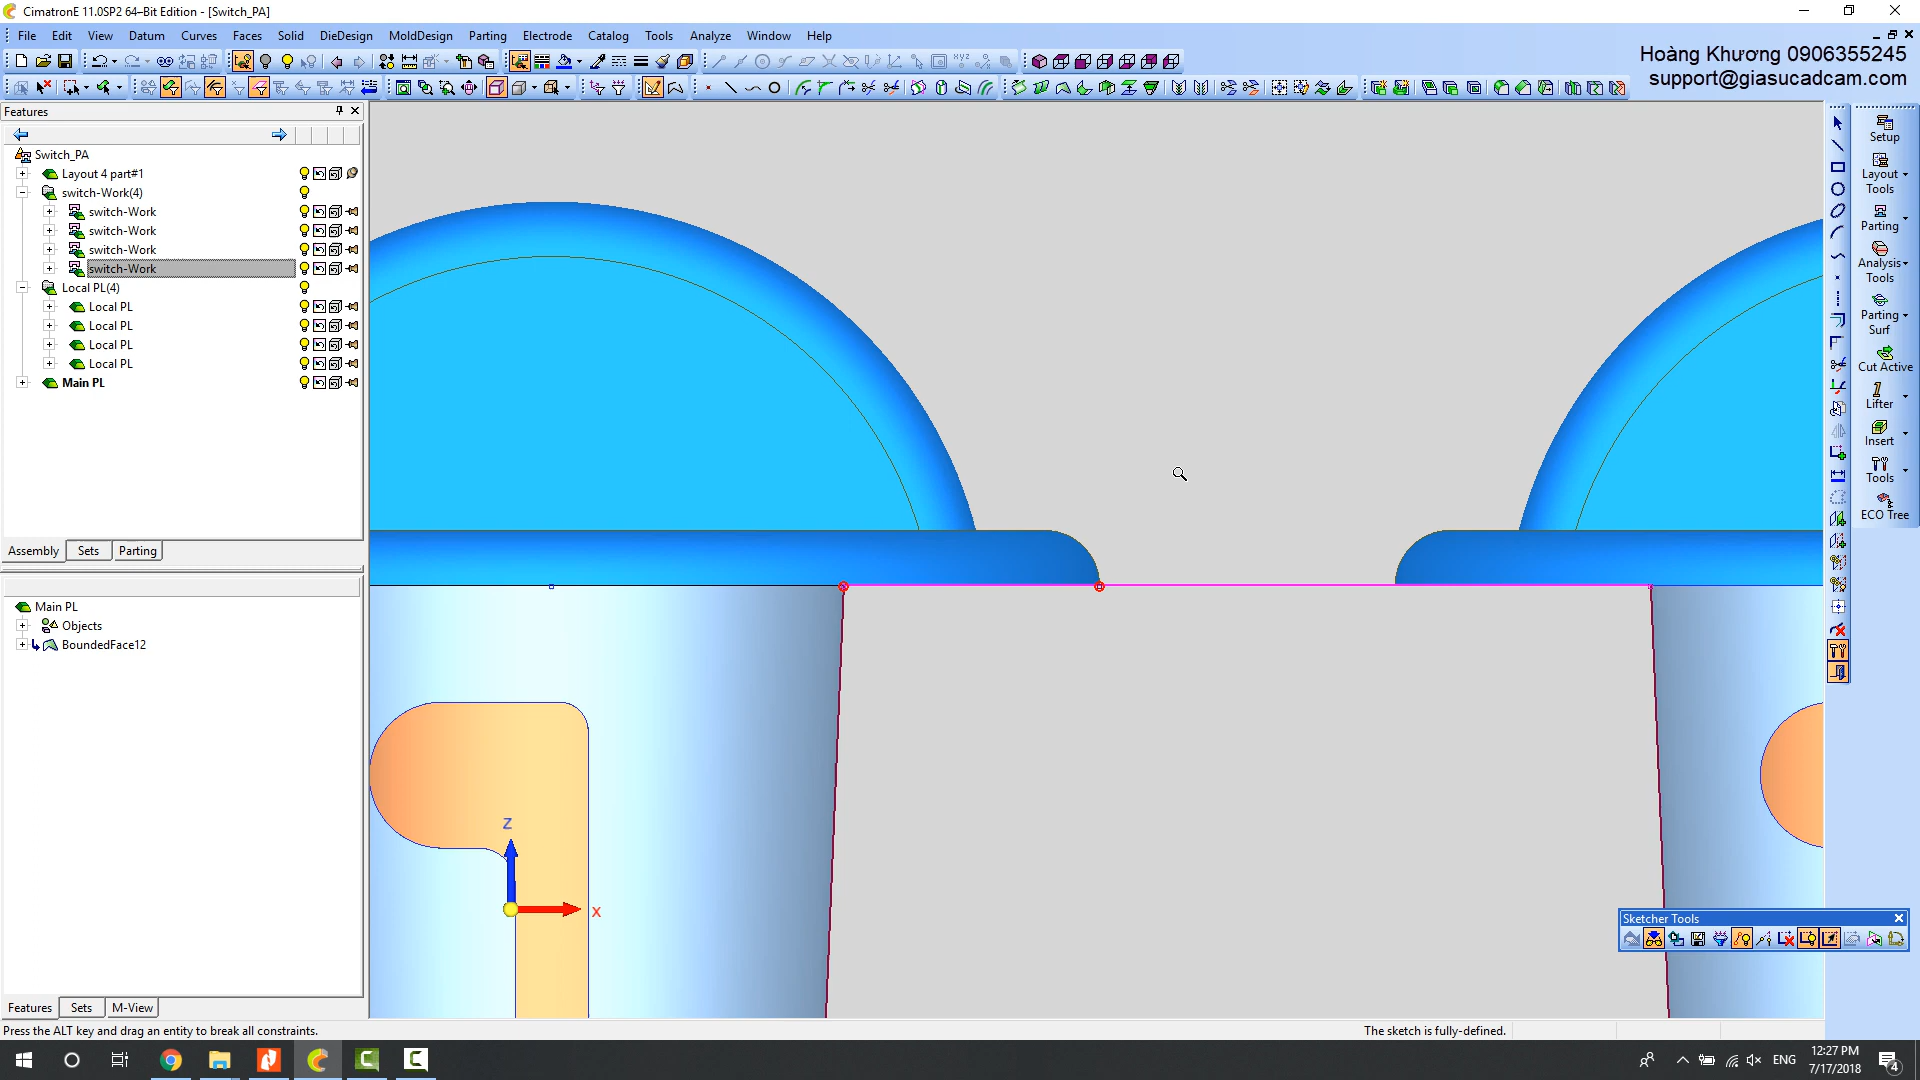 CimatronE 11.0SP2 64–Bit Edition - [Switch_PA]
File Edit View Datum Curves Faces Solid DieDesign MoldDesign Parting Electrode Catalog Tools Analyze Window Help
Hoàng Khương 0906355245
support@giasucadcam.com
Features
Switch_PA
Layout 4 part#1
switch-Work(4)
switch-Work
switch-Work
switch-Work
switch-Work
Local PL(4)
Local PL
Local PL
Local PL
Local PL
Main PL
Assembly Sets Parting
Main PL
Objects
BoundedFace12
Features Sets M-View
Z
X
Setup
Layout
Tools
Parting
Analysis
Tools
Parting
Surf
Cut Active
Lifter
Insert
Tools
ECO Tree
Sketcher Tools
Press the ALT key and drag an entity to break all constraints.
The sketch is fully-defined.
ENG
12:27 PM
7/17/2018
4